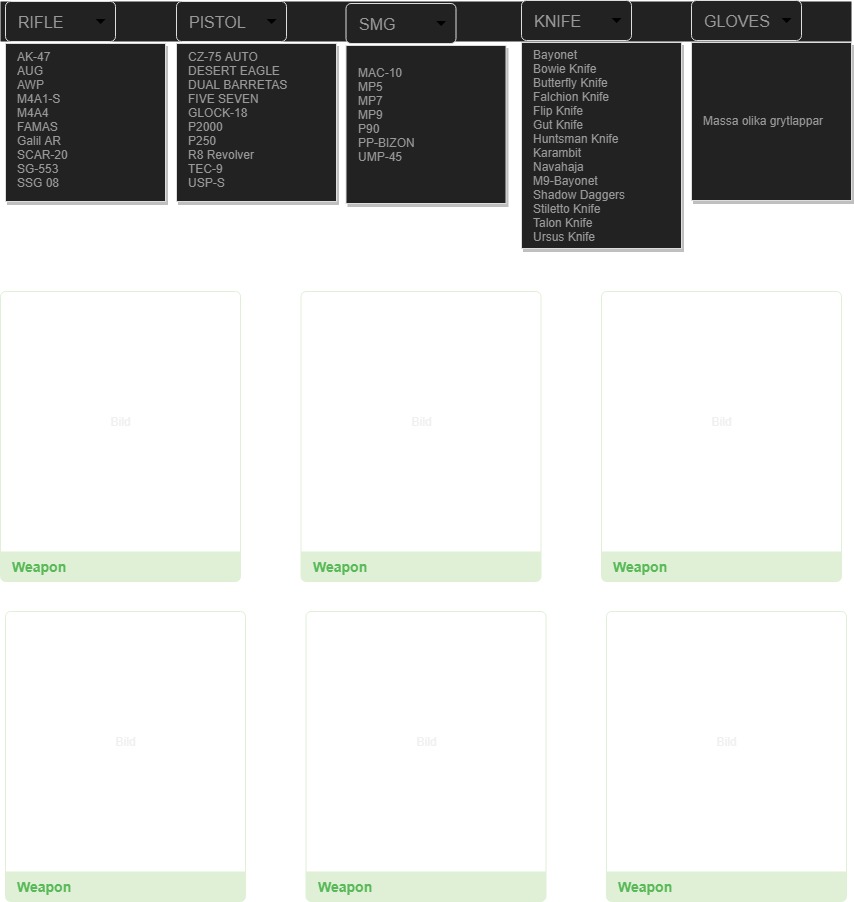 RIFLE
PISTOL
SMG
KNIFE
GLOVES
AK-47
AUG
AWP
M4A1-S
M4A4
FAMAS
Galil AR
SCAR-20
SG-553
SSG 08
CZ-75 AUTO
DESERT EAGLE
DUAL BARRETAS
FIVE SEVEN
GLOCK-18
P2000
P250
R8 Revolver
TEC-9
USP-S
MAC-10
MP5
MP7
MP9
P90
PP-BIZON
UMP-45
Bayonet
Bowie Knife
Butterfly Knife
Falchion Knife
Flip Knife
Gut Knife
Huntsman Knife
Karambit
Navahaja
M9-Bayonet
Shadow Daggers
Stiletto Knife
Talon Knife
Ursus Knife
Massa olika grytlappar
Bild
Bild
Bild
Weapon
Weapon
Weapon
Bild
Bild
Bild
Weapon
Weapon
Weapon